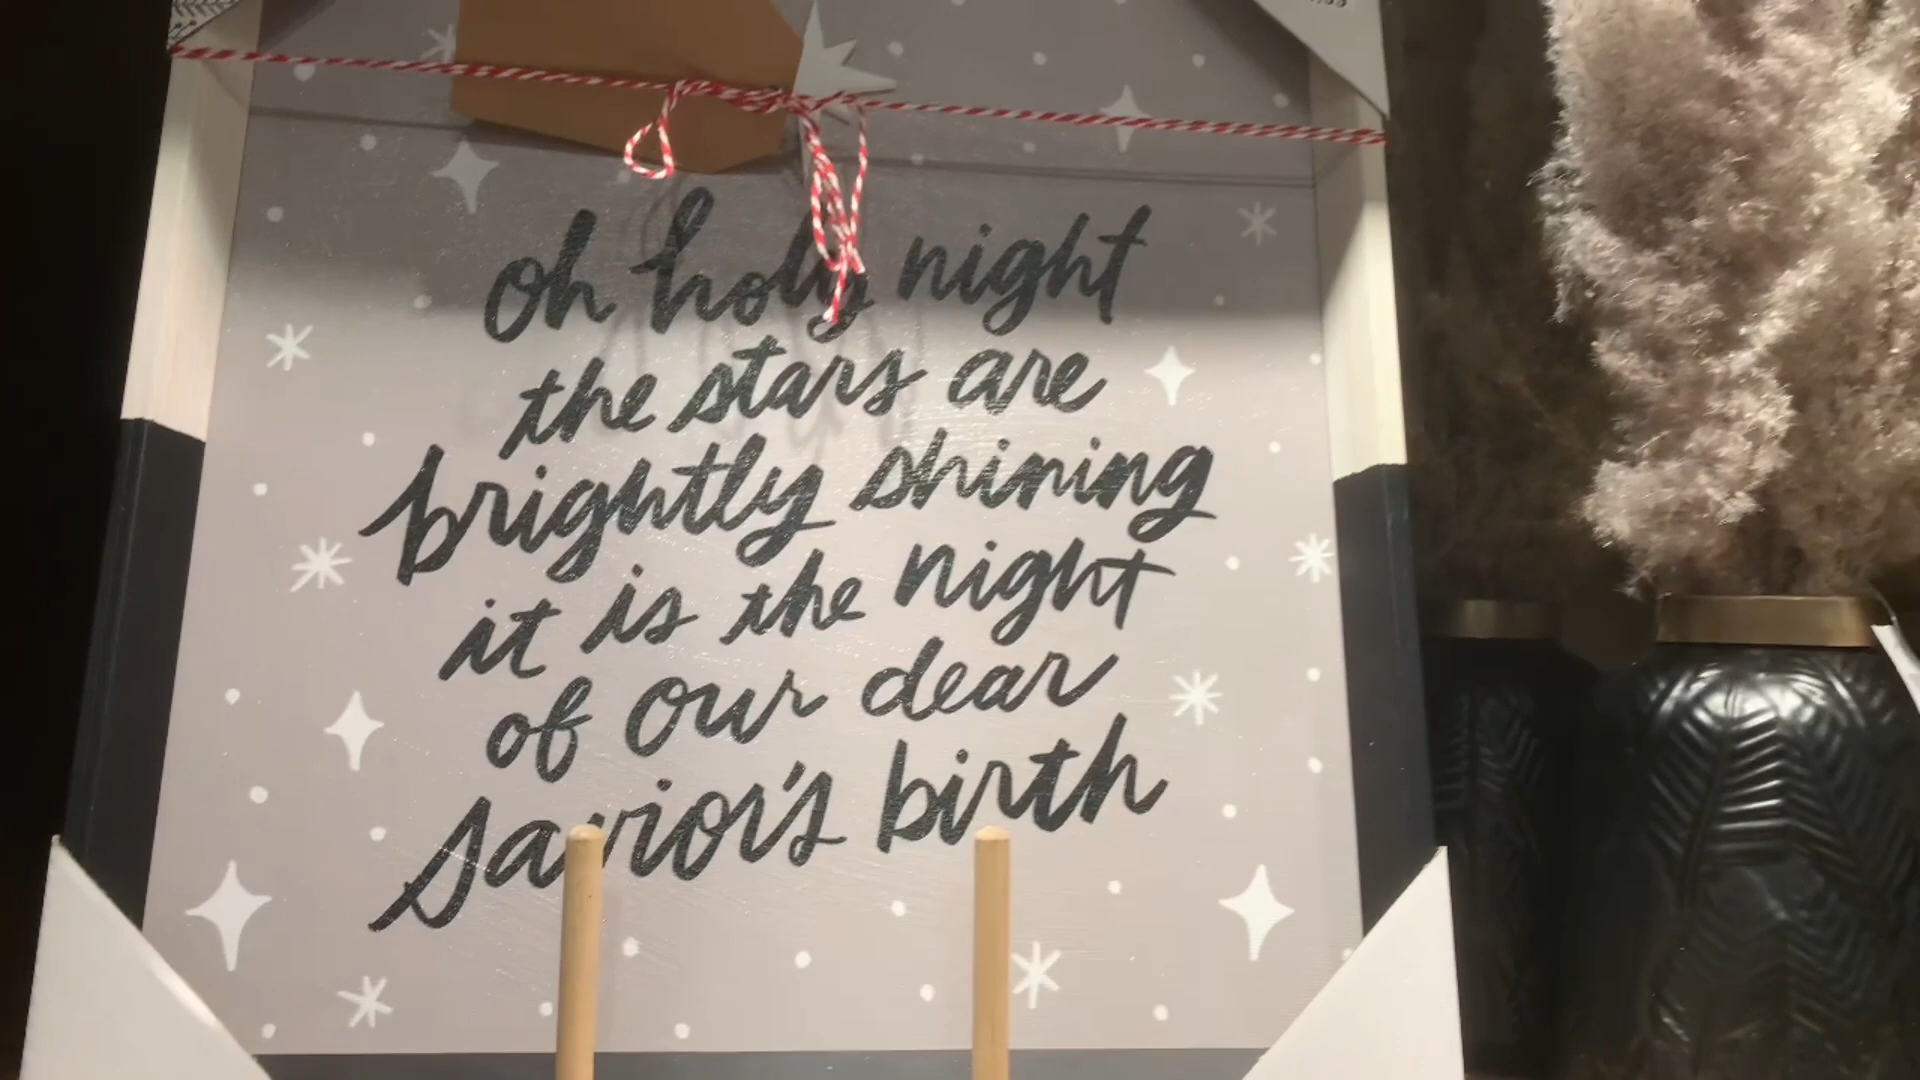 oh holy night
the stars are
brightly shining
it is the night
of our dear
savior's birth